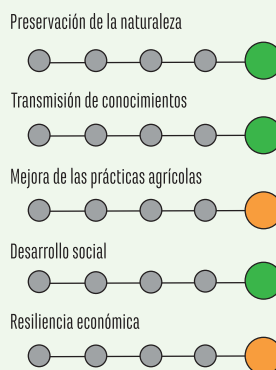 Preservación de la naturaleza
Transmisión de conocimientos
Mejora de las prácticas agrícolas
Desarrollo social
Resiliencia económica